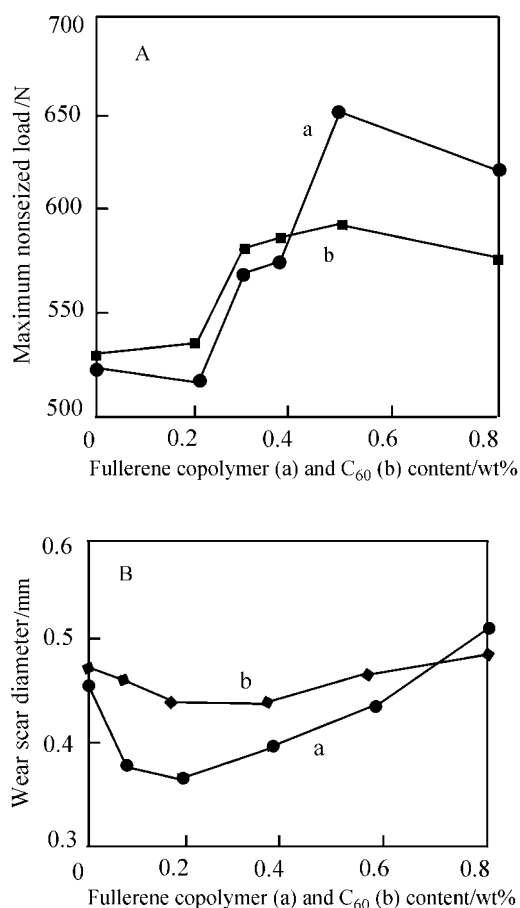 700
A
650
a
600
b
550
500
Maximum nonseized load /N
0 0.2 0.4 0.6 0.8
Fullerene copolymer (a) and C₆₀ (b) content/wt%
0.6
B
0.5
b
0.4
a
0.3
Wear scar diameter/mm
0 0.2 0.4 0.6 0.8
Fullerene copolymer (a) and C₆₀ (b) content/wt%